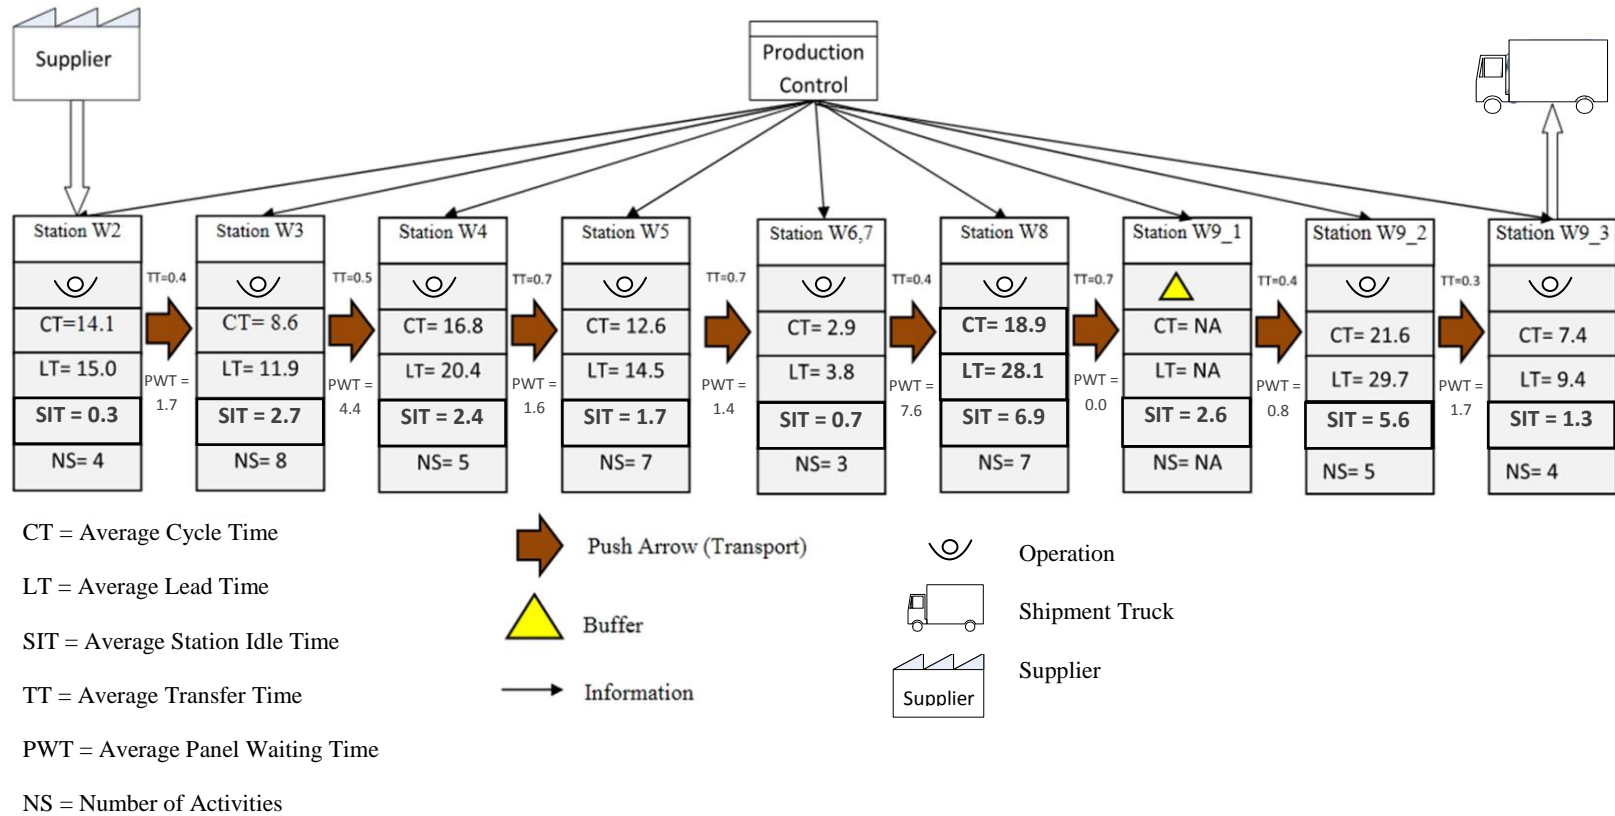 Supplier
Production
Control
Station W2
CT=14.1
LT= 15.0
SIT = 0.3
NS= 4
TT=0.4
PWT =
1.7
Station W3
CT= 8.6
LT= 11.9
SIT = 2.7
NS= 8
TT=0.5
PWT =
4.4
Station W4
CT= 16.8
LT= 20.4
SIT = 2.4
NS= 5
TT=0.7
PWT =
1.6
Station W5
CT= 12.6
LT= 14.5
SIT = 1.7
NS= 7
TT=0.7
PWT =
1.4
Station W6,7
CT= 2.9
LT= 3.8
SIT = 0.7
NS= 3
TT=0.4
PWT =
7.6
Station W8
CT= 18.9
LT= 28.1
SIT = 6.9
NS= 7
TT=0.7
PWT =
0.0
Station W9_1
CT= NA
LT= NA
SIT = 2.6
NS= NA
TT=0.4
PWT =
0.8
Station W9_2
CT= 21.6
LT= 29.7
SIT = 5.6
NS= 5
TT=0.3
PWT =
1.7
Station W9_3
CT= 7.4
LT= 9.4
SIT = 1.3
NS= 4
CT = Average Cycle Time
LT = Average Lead Time
SIT = Average Station Idle Time
TT = Average Transfer Time
PWT = Average Panel Waiting Time
NS = Number of Activities
Push Arrow (Transport)
Buffer
Information
Operation
Shipment Truck
Supplier
Supplier